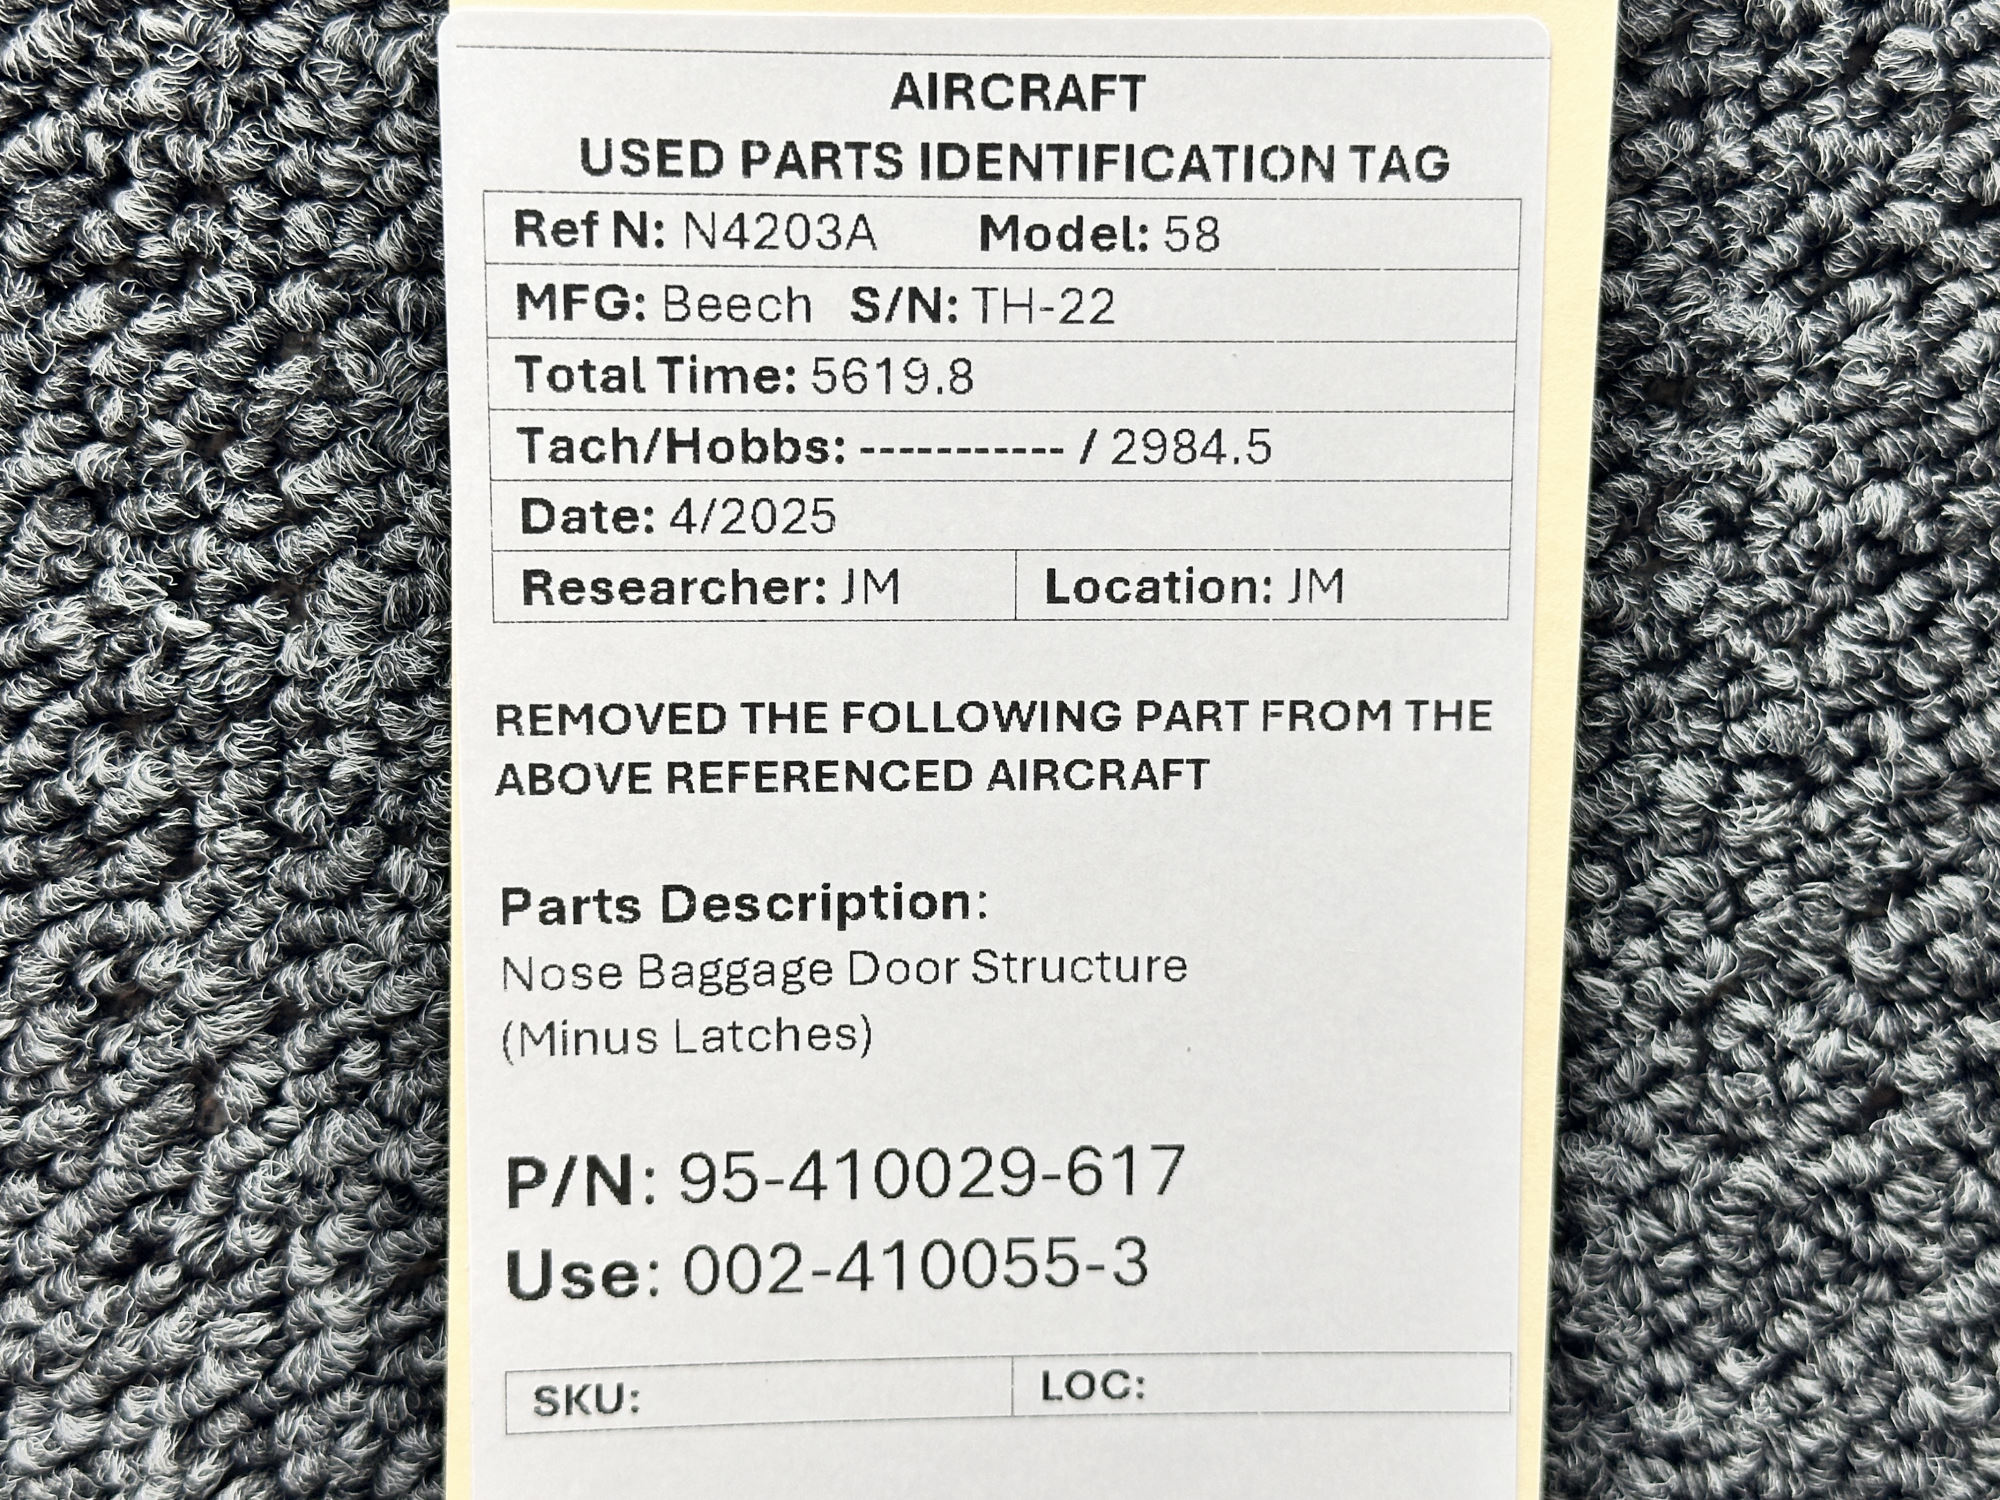 AIRCRAFT
USED PARTS IDENTIFICATION TAG
Ref N: N4203A Model: 58
MFG: Beech S/N: TH-22
Total Time: 5619.8
Tach/Hobbs: ----------- / 2984.5
Date: 4/2025
Researcher: JM Location: JM
REMOVED THE FOLLOWING PART FROM THE
ABOVE REFERENCED AIRCRAFT
Parts Description:
Nose Baggage Door Structure
(Minus Latches)
P/N: 95-410029-617
Use: 002-410055-3
SKU: LOC: